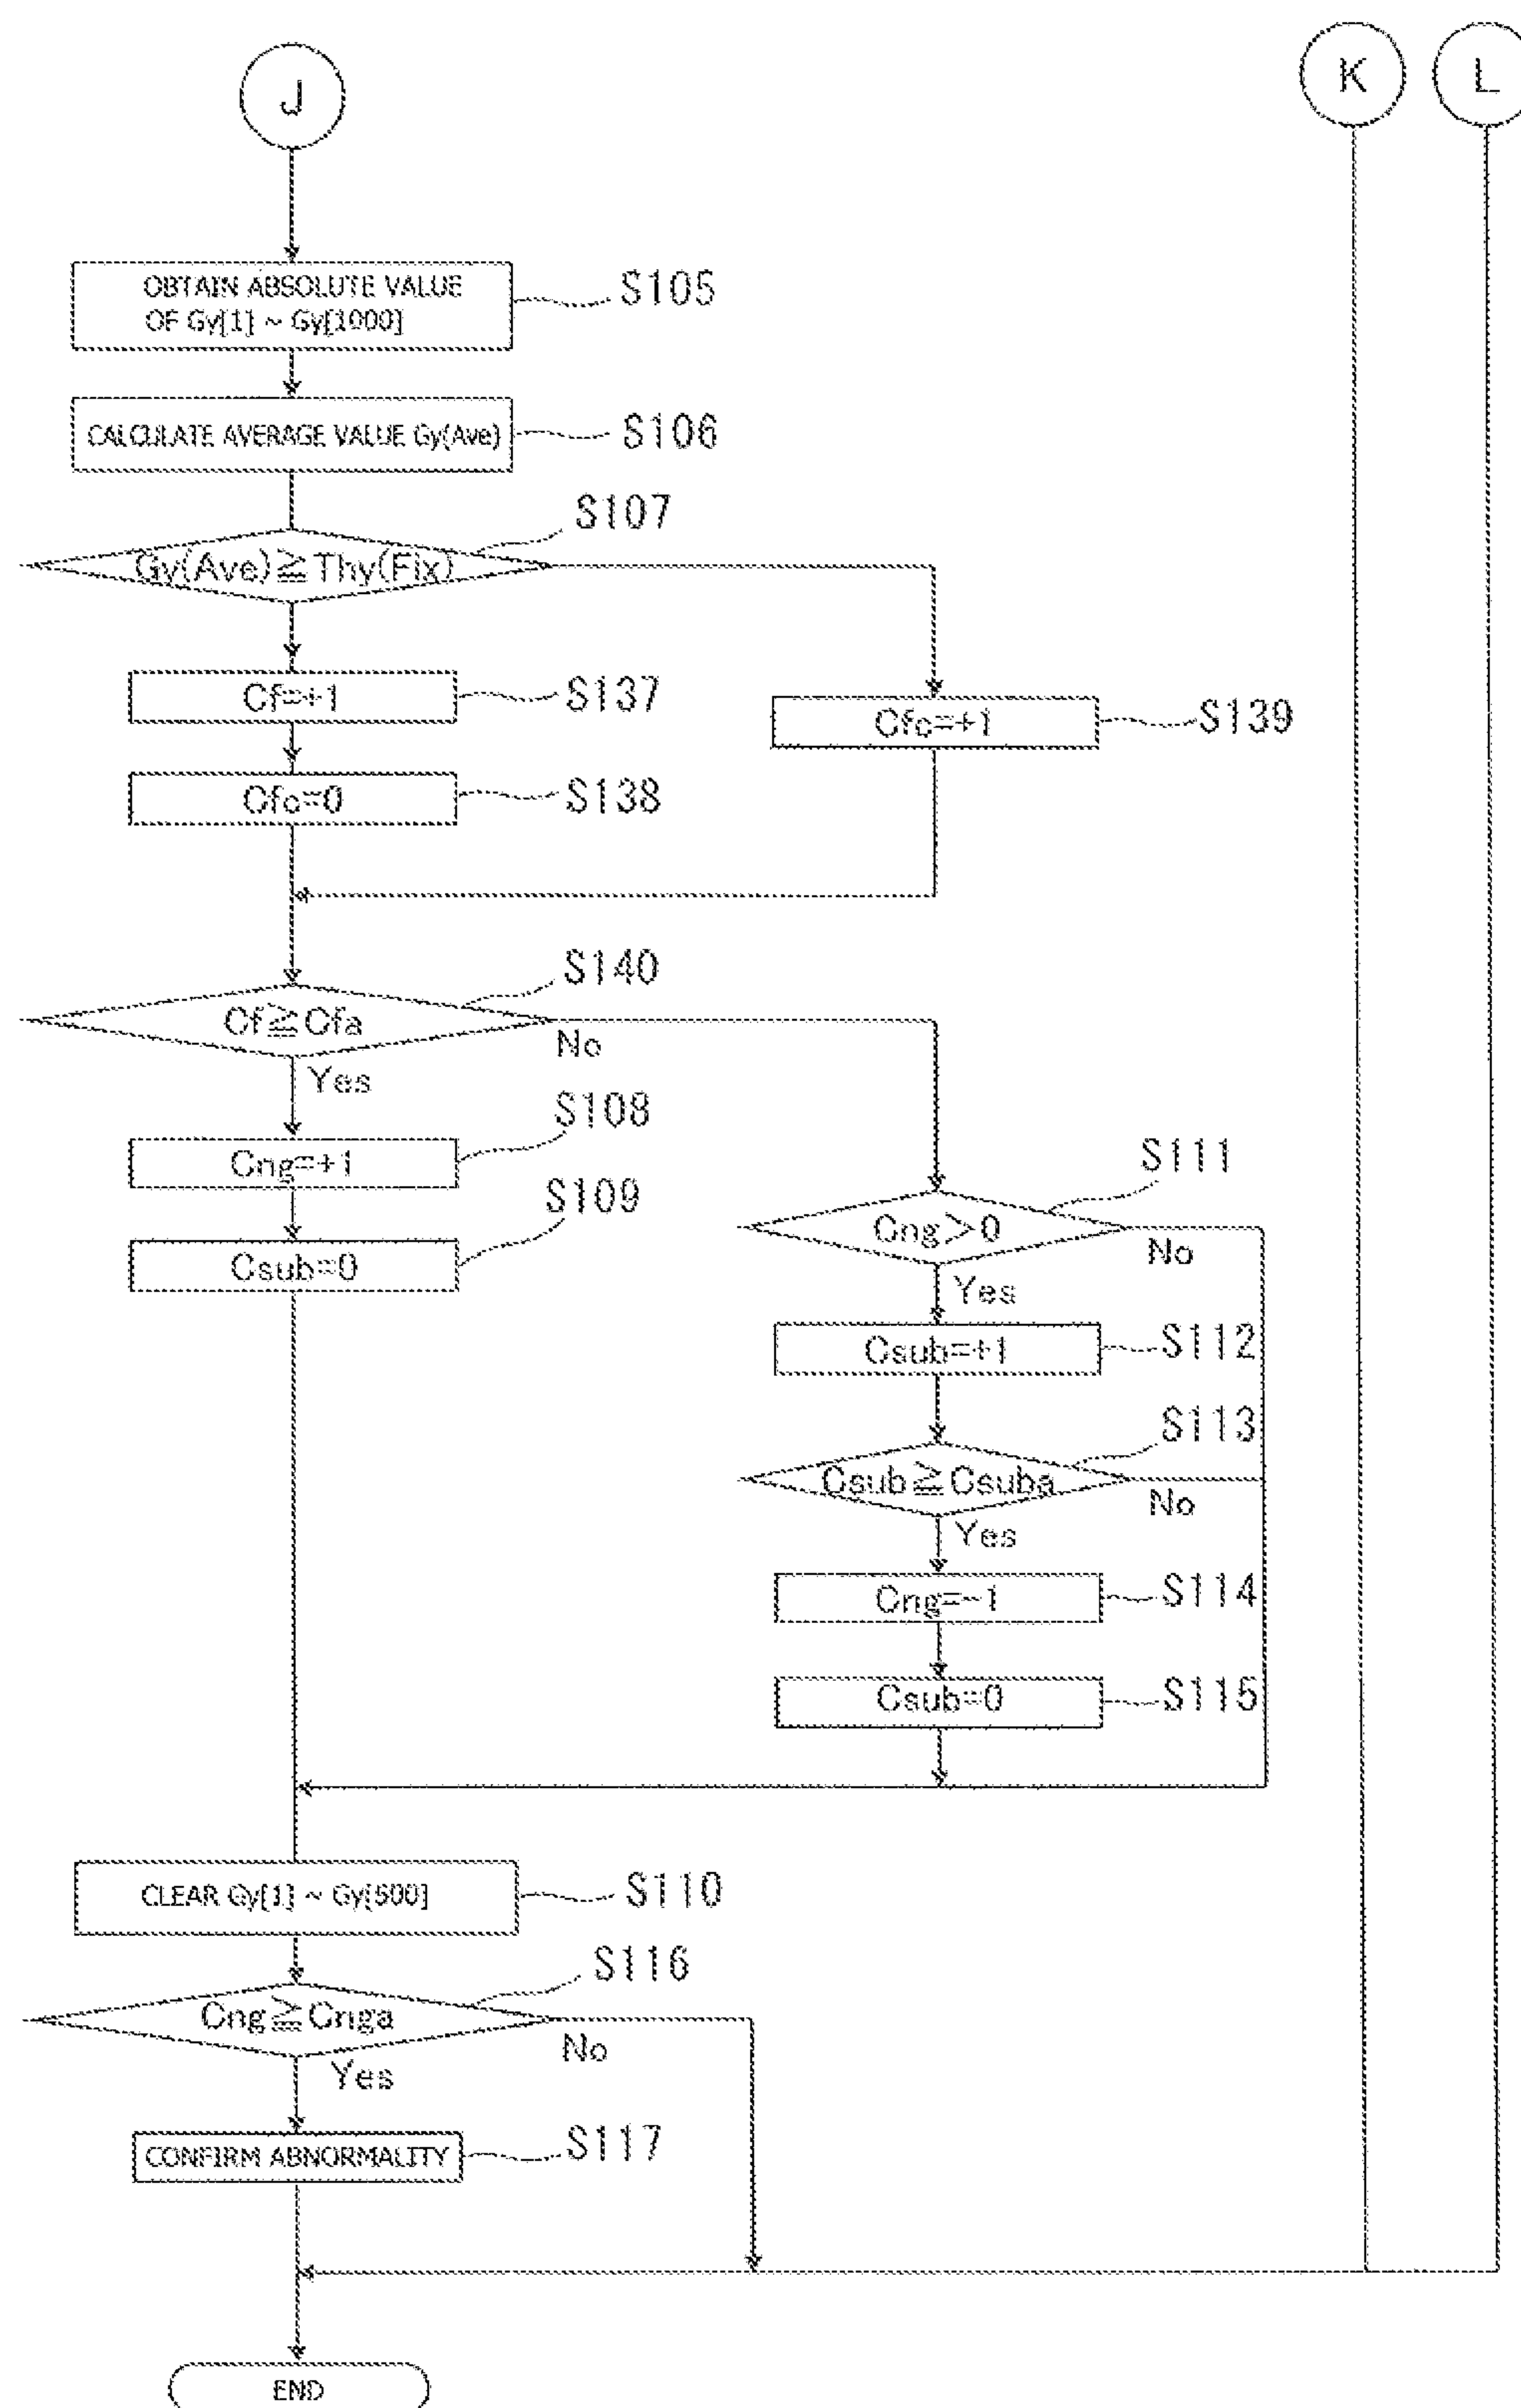 J
K
L
OBTAIN ABSOLUTE VALUE
OF Gy[1] ~ Gy[1000]
S105
CALCULATE AVERAGE VALUE Gy(Ave)
S106
S107
Gy(Ave)≧Thy(Fix)
Cf=+1
S137
Cfc=+1
S139
Cfc=0
S138
S140
Cf≧Cfa
No
Yes
S108
Cng=+1
S111
S109
Cng>0
No
Csub=0
Yes
Csub=+1
S112
S113
Csub≧Csuba
No
Yes
Cng=-1
S114
Csub=0
S115
CLEAR Gy[1] ~ Gy[500]
S110
S116
Cng≧Cnga
No
Yes
CONFIRM ABNORMALITY
S117
END